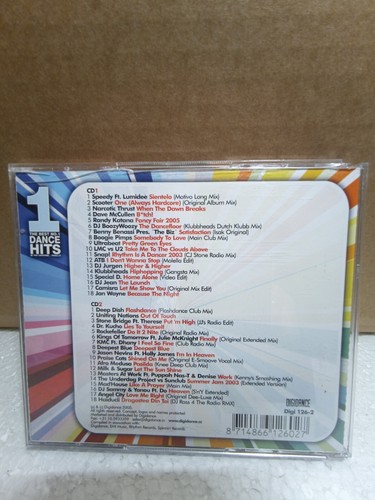 1
THE BEST NO.1
DANCE
HITS
CD1
1 Speedy Ft. Lumidee Sientele (Motivo Long Mix)
2 Scooter One (Always Hardcore) (Original Album Mix)
3 Narcotic Thrust When The Dawn Breaks
4 Dave McCullen B*tch!
5 Randy Katana Fancy Fair 2005
6 DJ BoozyWoozy The Dancefloor (Klubbheads Dutch Klubb Mix)
7 Benny Benassi Pres. The Biz Satisfaction (Isak Original)
8 Boogie Pimps Somebody To Love (Main Club Mix)
9 Ultrabeat Pretty Green Eyes
10 LMC vs U2 Take Me To The Clouds Above
11 Snap! Rhythm Is A Dancer 2003 (CJ Stone Radio Mix)
12 ATB I Don't Wanna Stop (Molella Edit)
13 DJ Jurgen Higher & Higher
14 Klubbheads Hiphopping (Gangsta Mix)
15 Special D. Home Alone (Video Edit)
16 DJ Jean The Launch
17 Camisra Let Me Show You (Original Mix)
18 Jan Wayne Because The Night
CD2
1 Deep Dish Flashdance (Flashdance Club Mix)
2 Uniting Nations Out Of Touch
3 Stone Bridge Ft. Therese Put 'em High (JJ's Radio Edit)
4 Dr. Kucho Lies To Yourself
5 Rockefeller Do It 2 Nite (Original Radio Mix)
6 Kings Of Tomorrow Ft. Julie McKnight Finally (Original Extended Mix)
7 KMC Ft. Dhany I Feel So Fine (Club Radio Mix)
8 Deepest Blue Deepest Blue
9 Jason Nevins Ft. Holly James I'm In Heaven
10 Praise Cats Shined On Me (Original E-Smoove Vocal Mix)
11 Afro Medusa Pasilda (Knee Deep Club Mix)
12 Milk & Sugar Let The Sun Shine
13 Masters At Work Ft. Puppah Nas-T & Denise Work (Kenny's Smoothing Mix)
14 The Underdog Project vs Sunclub Summer Jam 2003 (Extended Version)
15 Mad'House Like A Prayer (Radio Edit)
16 DJ Sammy & Yanou Ft. Do Heaven (S'n'Y Extended)
17 Angel City Love Me Right (Original Dee-Luxe Mix)
18 Haiducii Dragostea Din Tei (DJ Ross 4 The Radio RMX)
DIGIDANCE
Digi 126-2
8 714866 126027